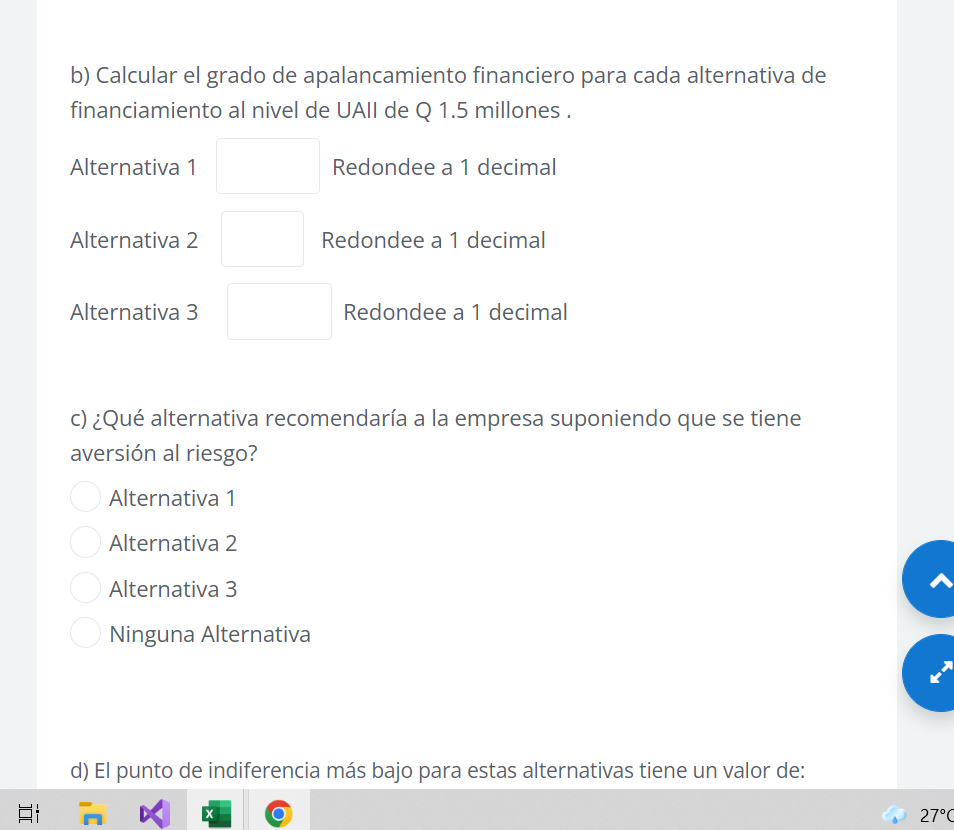 b) Calcular el grado de apalancamiento financiero para cada alternativa de
financiamiento al nivel de UAII de Q 1.5 millones .
Alternativa 1 Redondee a 1 decimal
Alternativa 2 Redondee a 1 decimal
Alternativa 3 Redondee a 1 decimal
c) ¿Qué alternativa recomendaría a la empresa suponiendo que se tiene
aversión al riesgo?
Alternativa 1
Alternativa 2
Alternativa 3
Ninguna Alternativa
d) El punto de indiferencia más bajo para estas alternativas tiene un valor de:
27°C